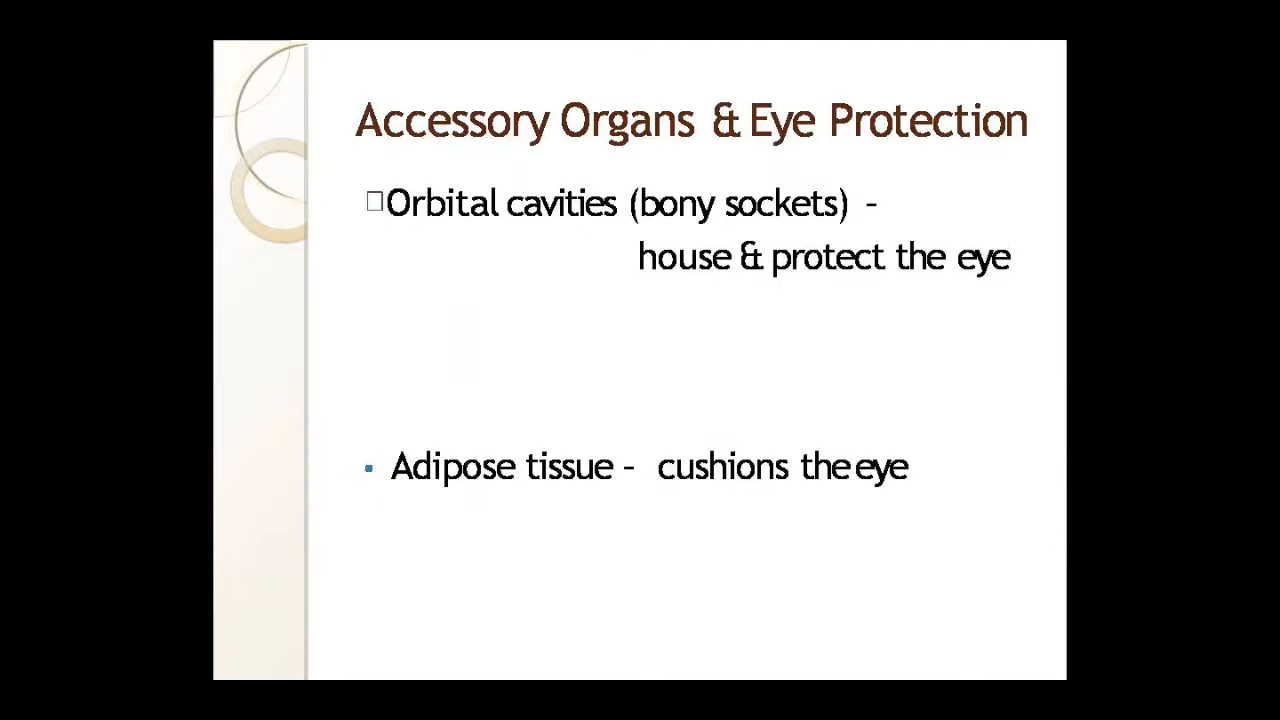 Accessory Organs & Eye Protection
Orbital cavities (bony sockets) –
house & protect the eye
▪ Adipose tissue – cushions the eye